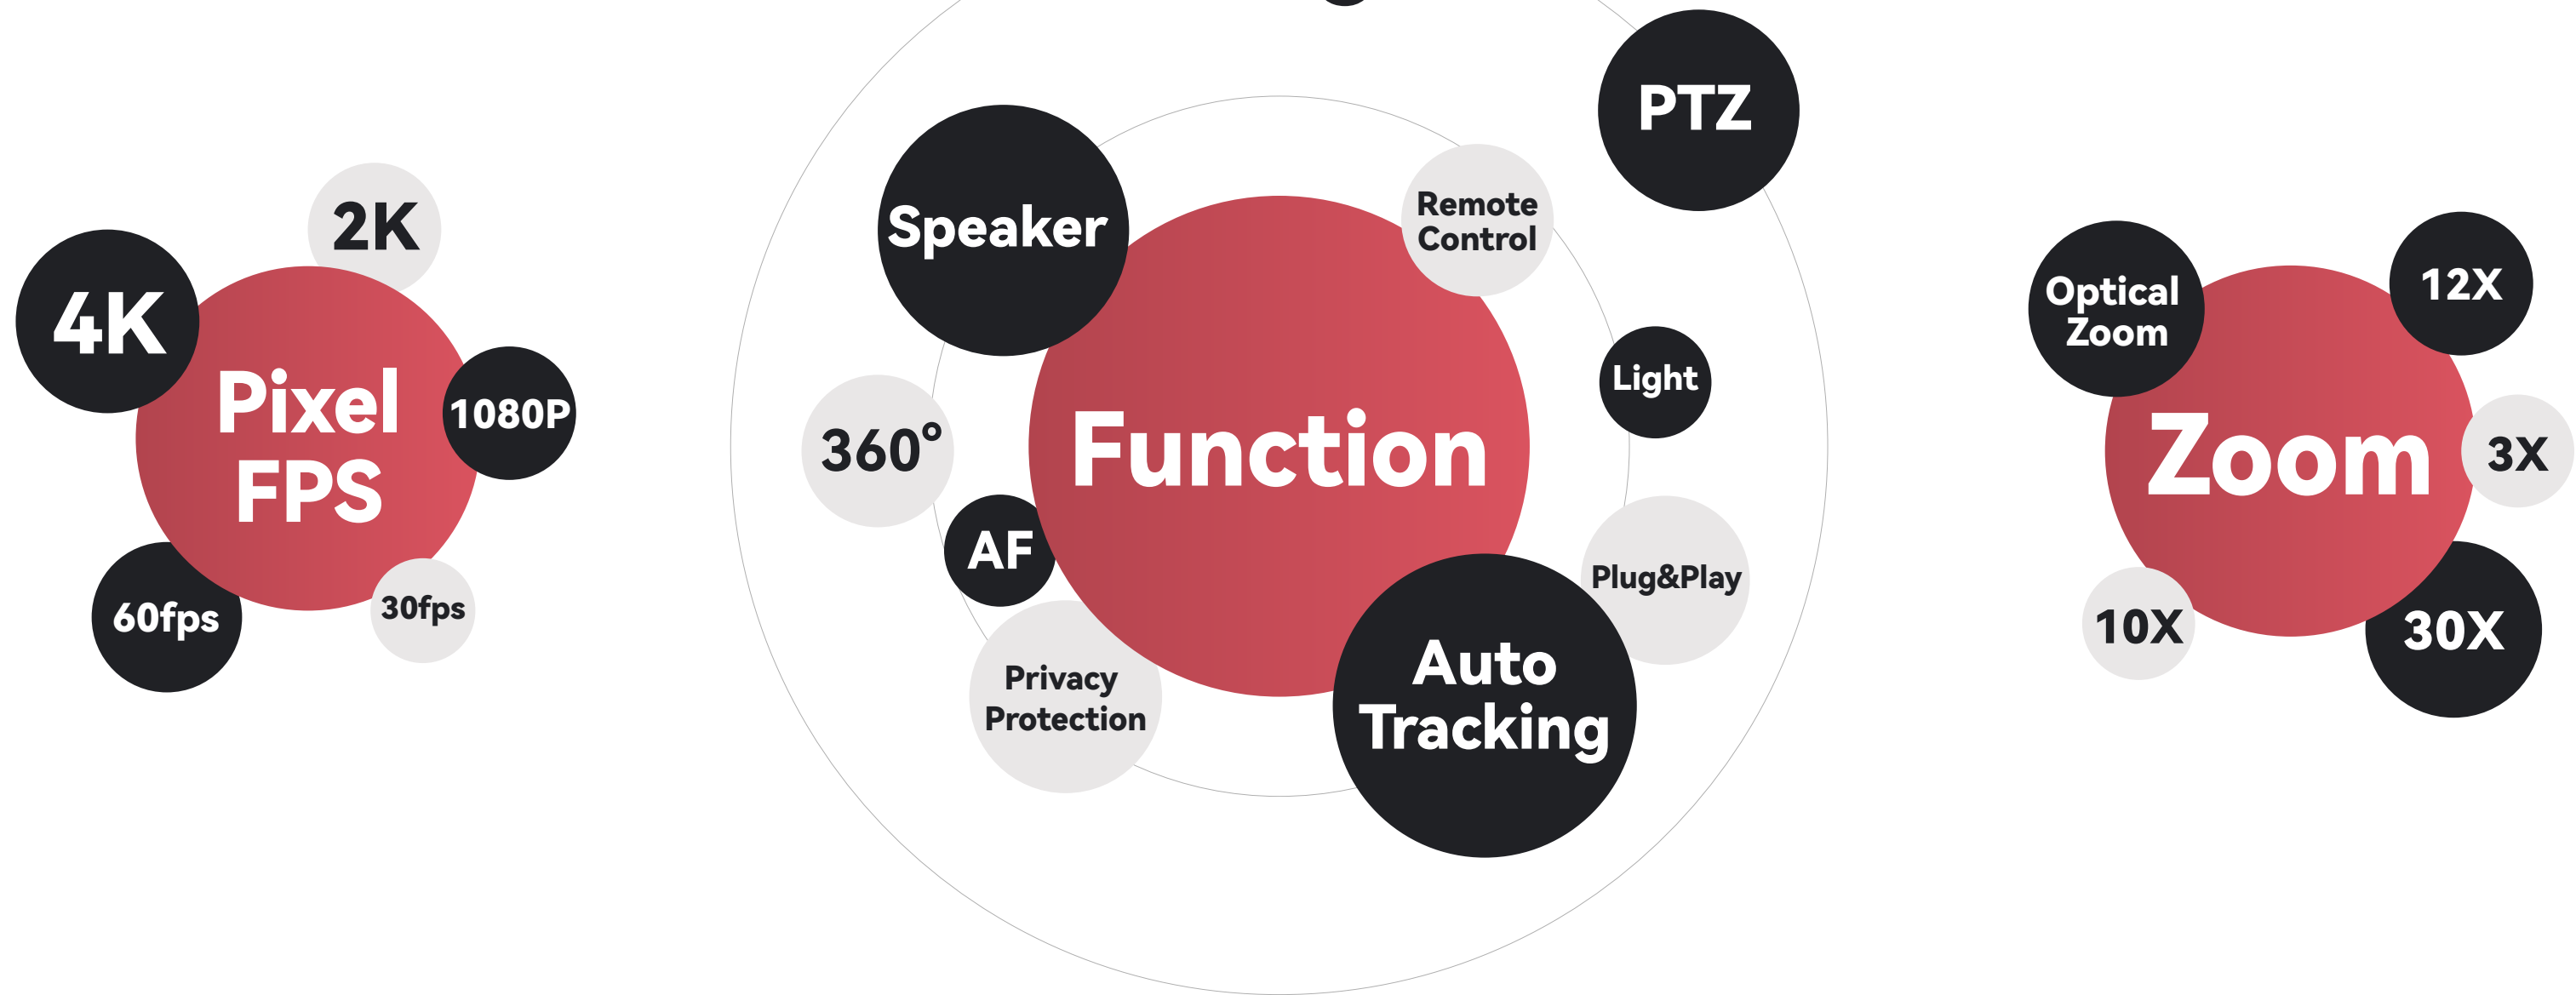 2K
4K
Pixel
FPS
1080P
60fps
30fps
PTZ
Speaker
Remote
Control
Light
360°
Function
AF
Plug&Play
Privacy
Protection
Auto
Tracking
Optical
Zoom
12X
Zoom
3X
10X
30X